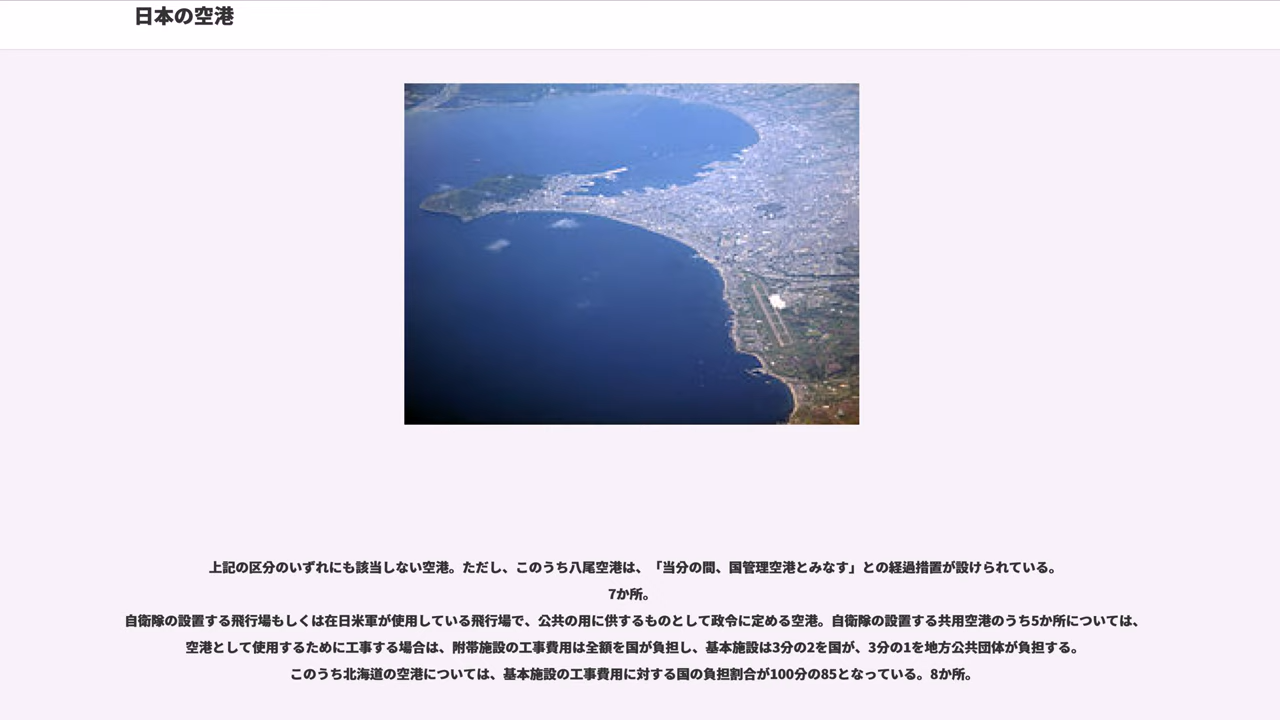 日本の空港
上記の区分のいずれにも該当しない空港。ただし、このうち八尾空港は、「当分の間、国管理空港とみなす」との経過措置が設けられている。
7か所。
自衛隊の設置する飛行場もしくは在日米軍が使用している飛行場で、公共の用に供するものとして政令に定める空港。自衛隊の設置する共用空港のうち5か所については、
空港として使用するために工事する場合は、附帯施設の工事費用は全額を国が負担し、基本施設は3分の2を国が、3分の1を地方公共団体が負担する。
このうち北海道の空港については、基本施設の工事費用に対する国の負担割合が100分の85となっている。8か所。